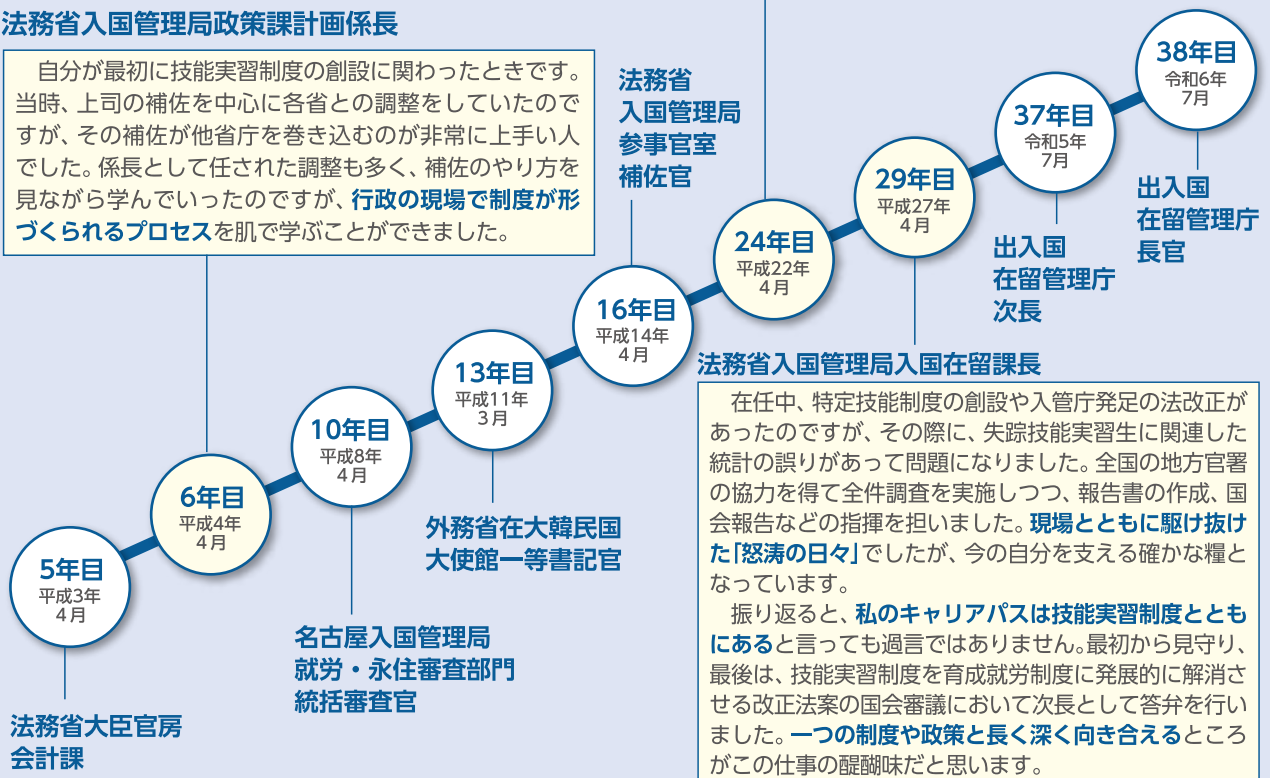 法務省入国管理局政策課計画係長
自分が最初に技能実習制度の創設に関わったときです。
当時、上司の補佐を中心に各省との調整をしていたので
すが、その補佐が他省庁を巻き込むのが非常に上手い人
でした。係長として任された調整も多く、補佐のやり方を
見ながら学んでいったのですが、行政の現場で制度が形
づくられるプロセスを肌で学ぶことができました。
5年目
平成3年
4月
法務省大臣官房
会計課
6年目
平成4年
4月
10年目
平成8年
4月
名古屋入国管理局
就労・永住審査部門
統括審査官
13年目
平成11年
3月
外務省在大韓民国
大使館一等書記官
16年目
平成14年
4月
法務省
入国管理局
参事官室
補佐官
24年目
平成22年
4月
29年目
平成27年
4月
法務省入国管理局入国在留課長
在任中、特定技能制度の創設や入管庁発足の法改正が
あったのですが、その際に、失踪技能実習生に関連した
統計の誤りがあって問題になりました。全国の地方官署
の協力を得て全件調査を実施しつつ、報告書の作成、国
会報告などの指揮を担いました。現場とともに駆け抜け
た「怒涛の日々」でしたが、今の自分を支える確かな糧と
なっています。
振り返ると、私のキャリアパスは技能実習制度ととも
にあると言っても過言ではありません。最初から見守り、
最後は、技能実習制度を育成就労制度に発展的に解消さ
せる改正法案の国会審議において次長として答弁を行い
ました。一つの制度や政策と長く深く向き合えるところ
がこの仕事の醍醐味だと思います。
37年目
令和5年
7月
出入国
在留管理庁
次長
38年目
令和6年
7月
出入国
在留管理庁
長官